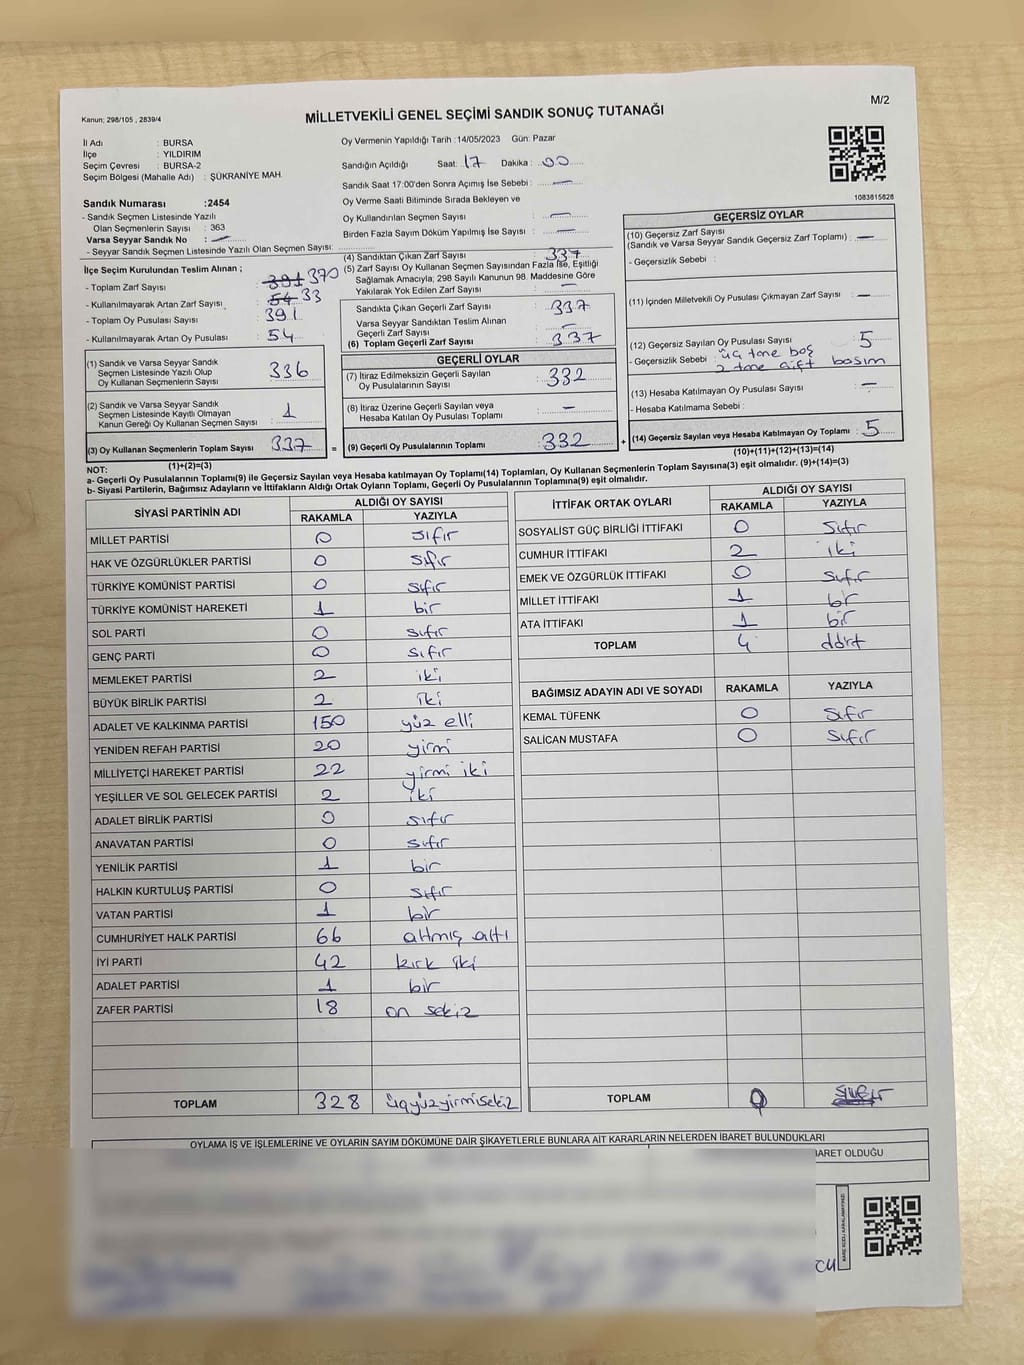 M/2
Kanun; 298/105 , 2839/4
MİLLETVEKİLİ GENEL SEÇİMİ SANDIK SONUÇ TUTANAĞI
İl Adı : BURSA
İlçe : YILDIRIM
Seçim Çevresi : BURSA-2
Seçim Bölgesi (Mahalle Adı) : ŞÜKRANİYE MAH.
Sandık Numarası :2454
- Sandık Seçmen Listesinde Yazılı
Olan Seçmenlerin Sayısı : 363
Varsa Seyyar Sandık No : —
- Seyyar Sandık Seçmen Listesinde Yazılı Olan Seçmen Sayısı:
Oy Vermenin Yapıldığı Tarih :14/05/2023 Gün: Pazar
Sandığın Açıldığı Saat: 17 Dakika : 00
Sandık Saat 17:00'den Sonra Açımış İse Sebebi : —
Oy Verme Saati Bitiminde Sırada Bekleyen ve
Oy Kullandırılan Seçmen Sayısı : —
Birden Fazla Sayım Döküm Yapılmış İse Sayısı : —
1083815828
İlçe Seçim Kurulundan Teslim Alınan ;
- Toplam Zarf Sayısı : 391 370
- Kullanılmayarak Artan Zarf Sayısı : 54 33
- Toplam Oy Pusulası Sayısı : 391
- Kullanılmayarak Artan Oy Pusulası : 54
(1) Sandık ve Varsa Seyyar Sandık
Seçmen Listesinde Yazılı Olup
Oy Kullanan Seçmenlerin Sayısı : 336
(2) Sandık ve Varsa Seyyar Sandık
Seçmen Listesinde Kayıtlı Olmayan
Kanun Gereği Oy Kullanan Seçmen Sayısı : 1
(3) Oy Kullanan Seçmenlerin Toplam Sayısı : 337
(1)+(2)=(3)
(4) Sandıktan Çıkan Zarf Sayısı : 337
(5) Zarf Sayısı Oy Kullanan Seçmen Sayısından Fazla İse, Eşitliği
Sağlamak Amacıyla; 298 Sayılı Kanunun 98. Maddesine Göre
Yakılarak Yok Edilen Zarf Sayısı : —
Sandıkta Çıkan Geçerli Zarf Sayısı : 337
Varsa Seyyar Sandıktan Teslim Alınan
Geçerli Zarf Sayısı : —
(6) Toplam Geçerli Zarf Sayısı : 337
GEÇERLİ OYLAR
(7) İtiraz Edilmeksizin Geçerli Sayılan
Oy Pusulalarının Sayısı : 332
(8) İtiraz Üzerine Geçerli Sayılan veya
Hesaba Katılan Oy Pusulası Toplamı : —
= (9) Geçerli Oy Pusulalarının Toplamı : 332
GEÇERSİZ OYLAR
(10) Geçersiz Zarf Sayısı
(Sandık ve Varsa Seyyar Sandık Geçersiz Zarf Toplamı) : —
- Geçersizlik Sebebi :
(11) İçinden Milletvekili Oy Pusulası Çıkmayan Zarf Sayısı : —
(12) Geçersiz Sayılan Oy Pusulası Sayısı : 5
- Geçersizlik Sebebi : üç tane boş
2 tane çift basım
(13) Hesaba Katılmayan Oy Pusulası Sayısı : —
- Hesaba Katılmama Sebebi :
+ (14) Geçersiz Sayılan veya Hesaba Katılmayan Oy Toplamı : 5
(10)+(11)+(12)+(13)=(14)
NOT:
a- Geçerli Oy Pusulalarının Toplamı(9) ile Geçersiz Sayılan veya Hesaba katılmayan Oy Toplamı(14) Toplamları, Oy Kullanan Seçmenlerin Toplam Sayısına(3) eşit olmalıdır. (9)+(14)=(3)
b- Siyasi Partilerin, Bağımsız Adayların ve İttifakların Aldığı Ortak Oyların Toplamı, Geçerli Oy Pusulalarının Toplamına(9) eşit olmalıdır.
SİYASİ PARTİNİN ADI ALDIĞI OY SAYISI
RAKAMLA YAZIYLA
MİLLET PARTİSİ 0 sıfır
HAK VE ÖZGÜRLÜKLER PARTİSİ 0 sıfır
TÜRKİYE KOMÜNİST PARTİSİ 0 sıfır
TÜRKİYE KOMÜNİST HAREKETİ 1 bir
SOL PARTİ 0 sıfır
GENÇ PARTİ 0 sıfır
MEMLEKET PARTİSİ 2 iki
BÜYÜK BİRLİK PARTİSİ 2 iki
ADALET VE KALKINMA PARTİSİ 150 yüz elli
YENİDEN REFAH PARTİSİ 20 yirmi
MİLLİYETÇİ HAREKET PARTİSİ 22 yirmi iki
YEŞİLLER VE SOL GELECEK PARTİSİ 2 iki
ADALET BİRLİK PARTİSİ 0 sıfır
ANAVATAN PARTİSİ 0 sıfır
YENİLİK PARTİSİ 1 bir
HALKIN KURTULUŞ PARTİSİ 0 sıfır
VATAN PARTİSİ 1 bir
CUMHURİYET HALK PARTİSİ 66 altmış altı
İYİ PARTİ 42 kırk iki
ADALET PARTİSİ 1 bir
ZAFER PARTİSİ 18 on sekiz
TOPLAM 328 üçyüzyirmisekiz
İTTİFAK ORTAK OYLARI ALDIĞI OY SAYISI
RAKAMLA YAZIYLA
SOSYALİST GÜÇ BİRLİĞİ İTTİFAKI 0 sıfır
CUMHUR İTTİFAKI 2 iki
EMEK VE ÖZGÜRLÜK İTTİFAKI 0 sıfır
MİLLET İTTİFAKI 1 bir
ATA İTTİFAKI 1 bir
TOPLAM 4 dört
BAĞIMSIZ ADAYIN ADI VE SOYADI RAKAMLA YAZIYLA
KEMAL TÜFENK 0 sıfır
SALİCAN MUSTAFA 0 sıfır
TOPLAM 0
OYLAMA İŞ VE İŞLEMLERİNE VE OYLARIN SAYIM DÖKÜMÜNE DAİR ŞİKAYETLERLE BUNLARA AİT KARARLARIN NELERDEN İBARET BULUNDUKLARI
İBARET OLDUĞU